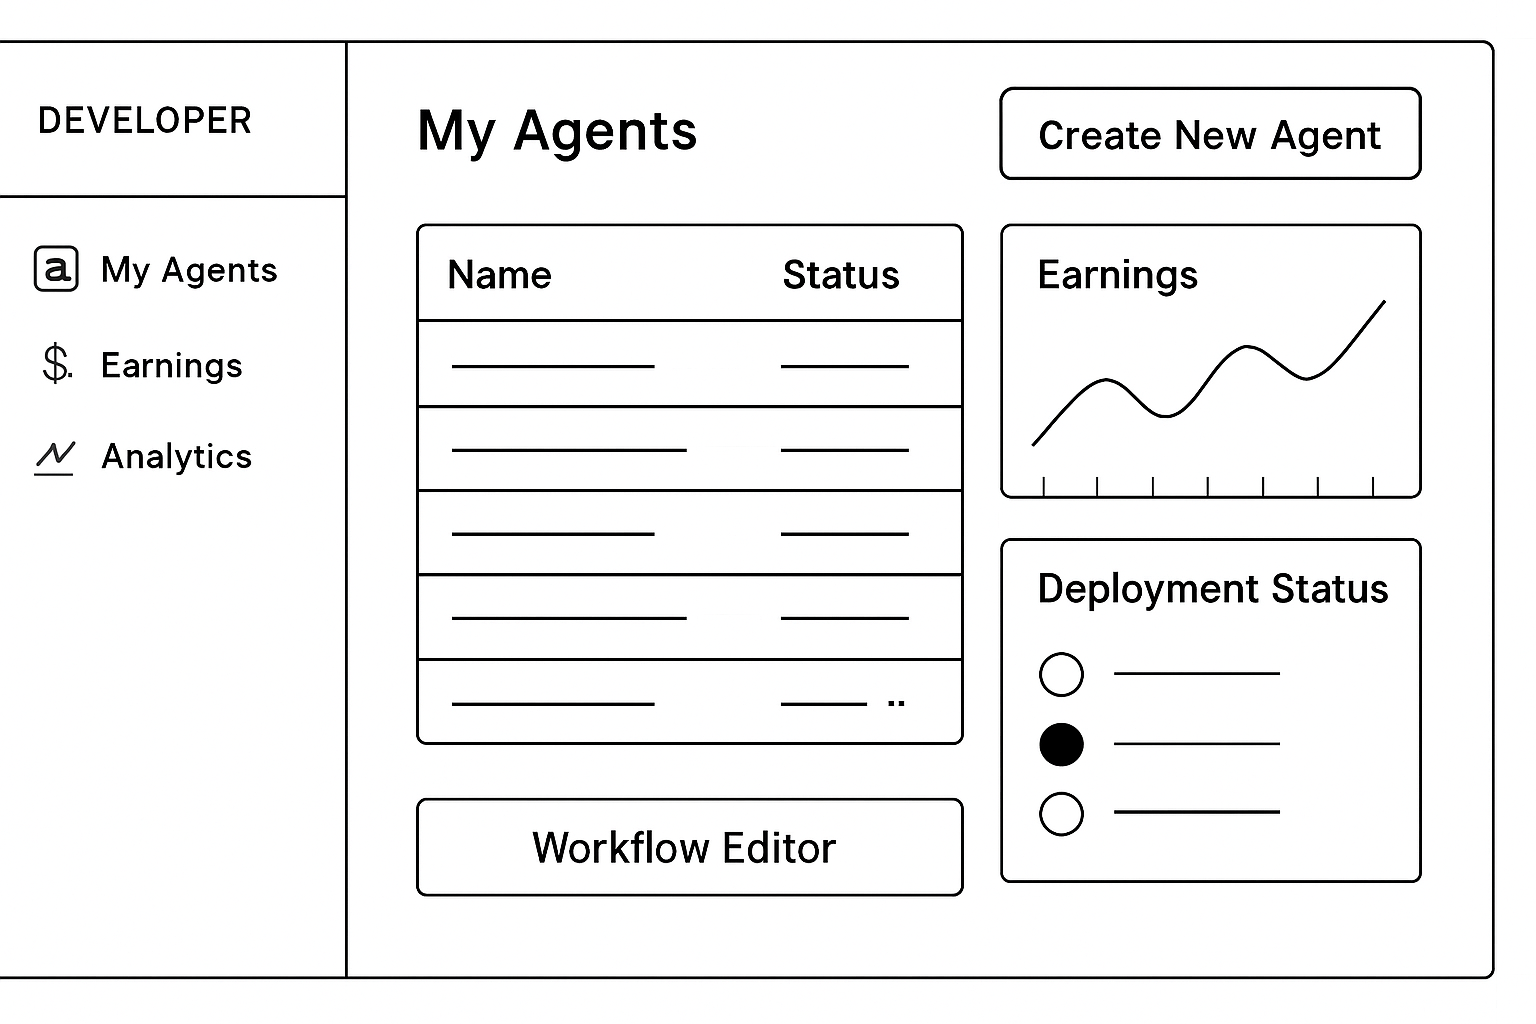 DEVELOPER
a My Agents
$. Earnings
Analytics
My Agents
Create New Agent
Name Status
Workflow Editor
Earnings
Deployment Status